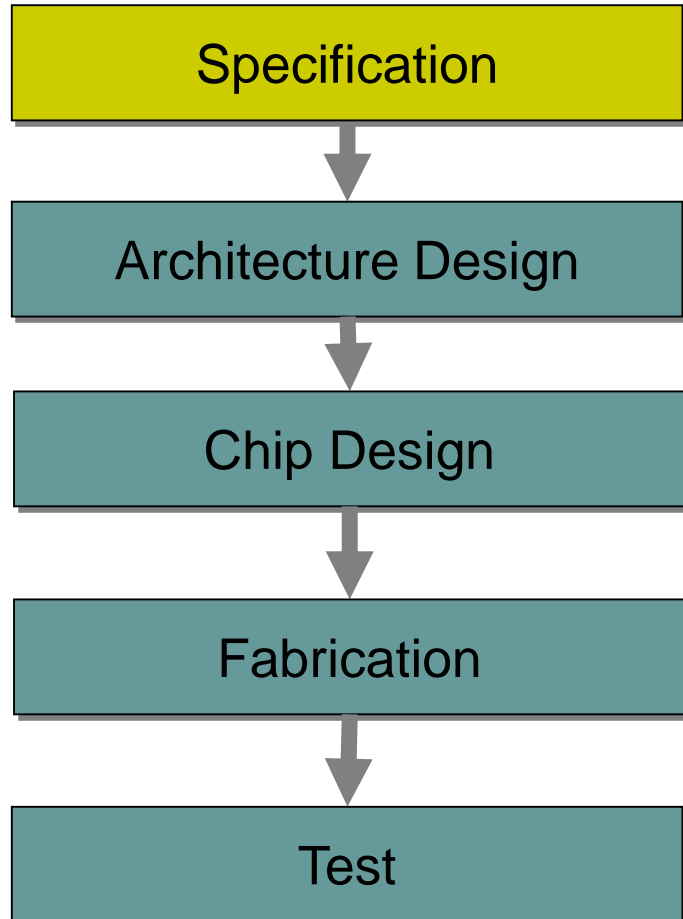 Specification
Architecture Design
Chip Design
Fabrication
Test